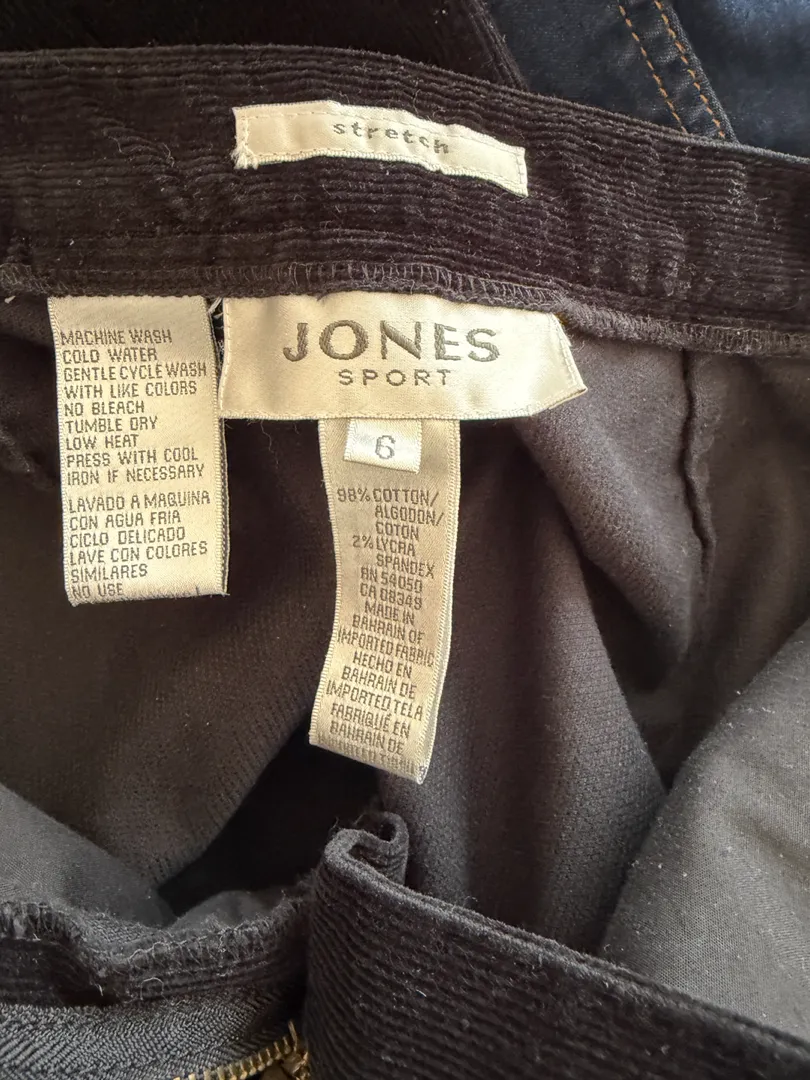 stretch
JONES
SPORT
6
MACHINE WASH
COLD WATER
GENTLE CYCLE WASH
WITH LIKE COLORS
NO BLEACH
TUMBLE DRY
LOW HEAT
PRESS WITH COOL
IRON IF NECESSARY
LAVADO A MAQUINA
CON AGUA FRIA
CICLO DELICADO
LAVE CON COLORES
SIMILARES
NO USE
98% COTTON/
ALGODON/
COTON
2% LYCRA
SPANDEX
RN 54050
CA 08349
MADE IN
BAHRAIN OF
IMPORTED FABRIC
HECHO EN
BAHRAIN DE
IMPORTED TELA
FABRIQUÉ EN
BAHRAIN DE